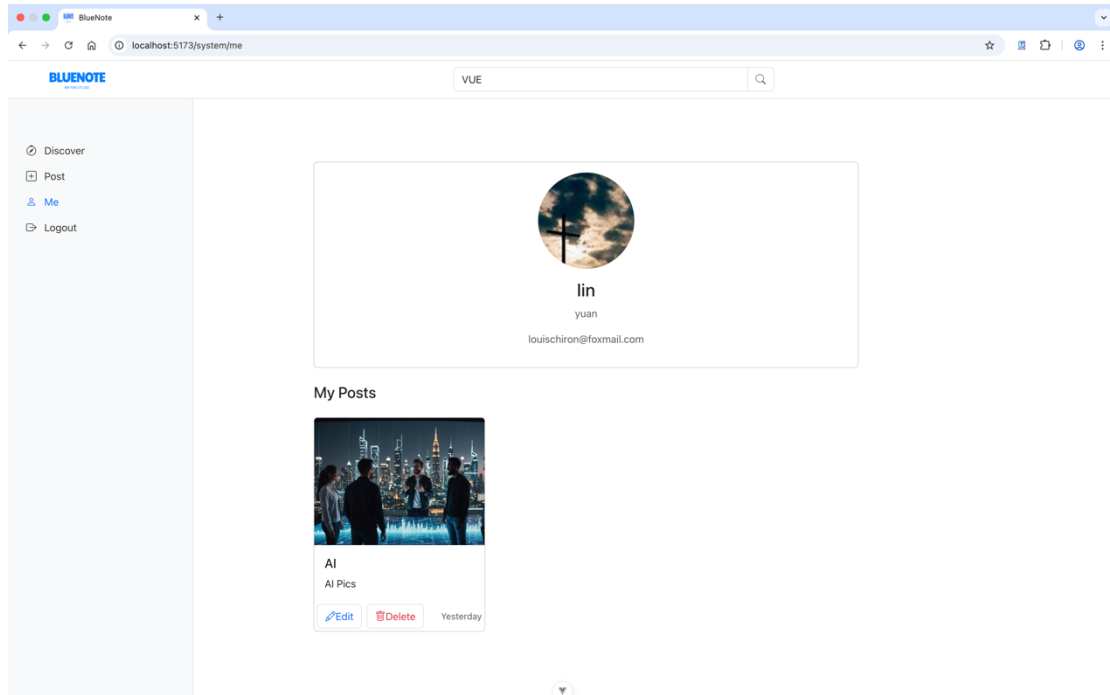 BlueNote
localhost:5173/system/me
BLUENOTE
VUE
Discover
Post
Me
Logout
lin
yuan
louischiron@foxmail.com
My Posts
AI
AI Pics
Edit Delete Yesterday